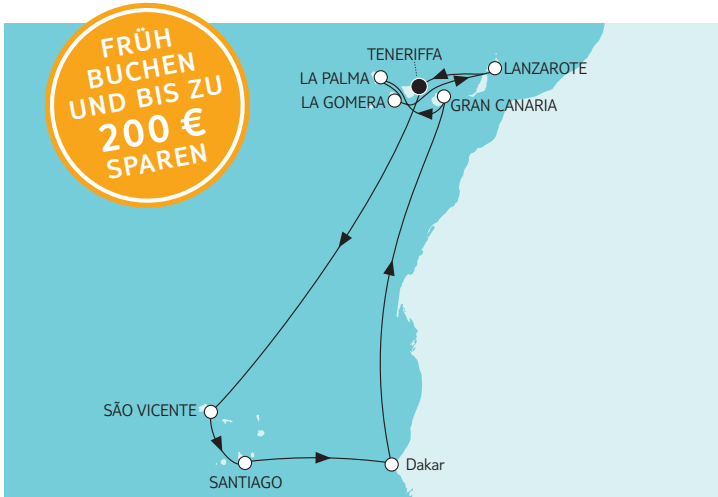 FRÜH
BUCHEN
UND BIS ZU
200 €
SPAREN
TENERIFFA
LANZAROTE
LA PALMA
LA GOMERA
GRAN CANARIA
SÃO VICENTE
SANTIAGO
Dakar